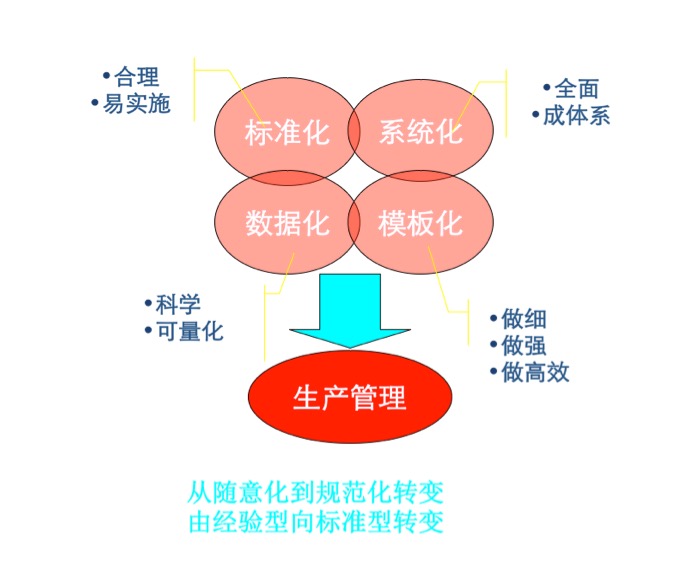 •合理
•易实施
•全面
•成体系
标准化
系统化
数据化
模板化
•科学
•可量化
•做细
•做强
•做高效
生产管理
从随意化到规范化转变
由经验型向标准型转变